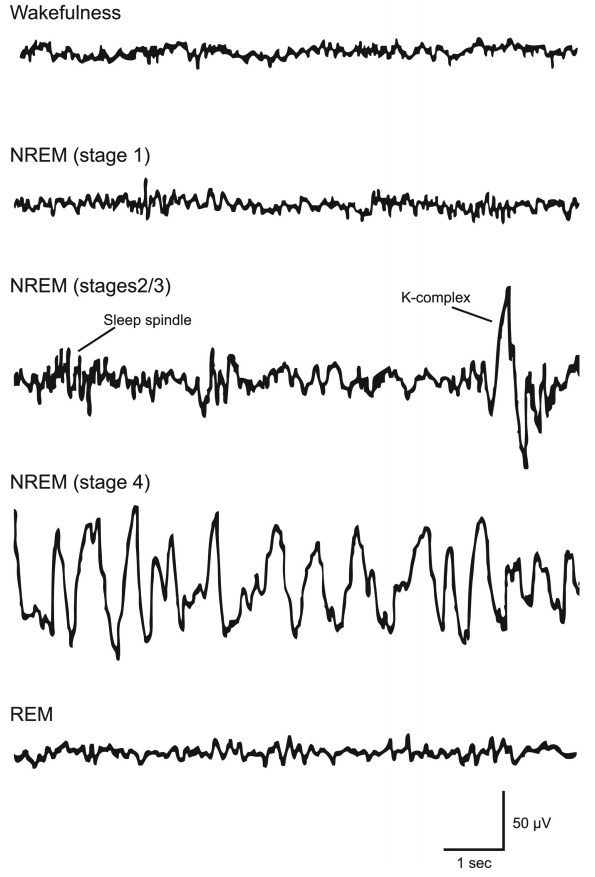 Wakefulness
NREM (stage 1)
NREM (stages2/3)
K-complex
Sleep spindle
NREM (stage 4)
REM
50 µV
1 sec